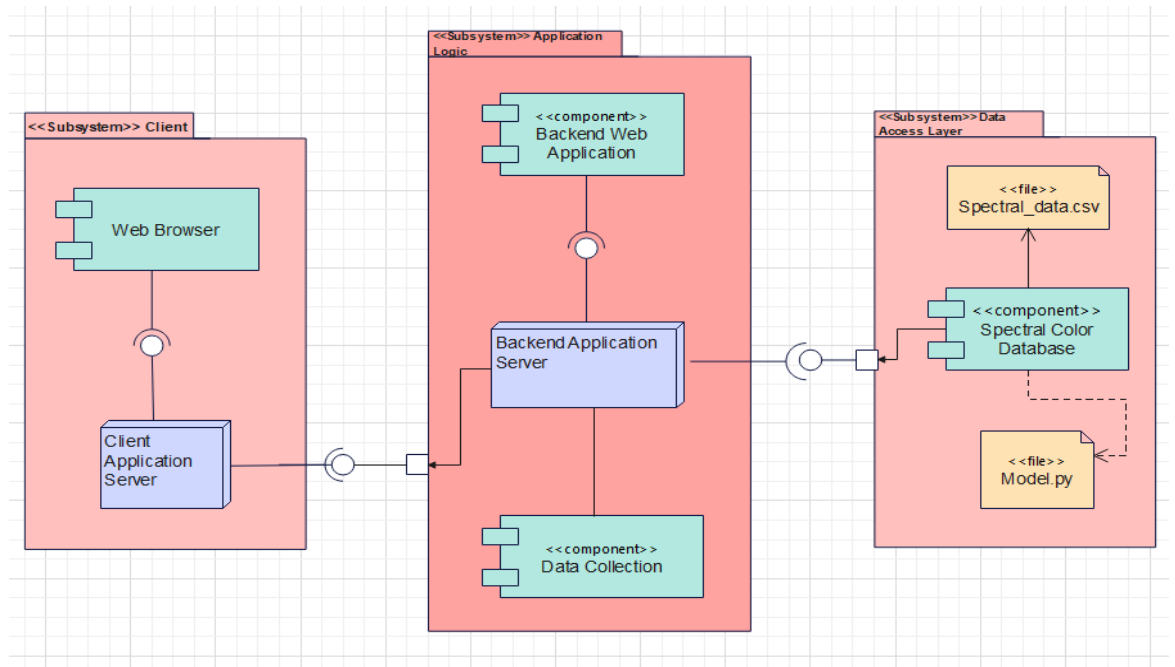 <<Subsystem>> Client
Web Browser
Client
Application
Server
<<Subsystem>> Application
Logic
<<component>>
Backend Web
Application
Backend Application
Server
<<component>>
Data Collection
<<Subsystem>> Data
Access Layer
<<file>>
Spectral_data.csv
<<component>>
Spectral Color
Database
<<file>>
Model.py